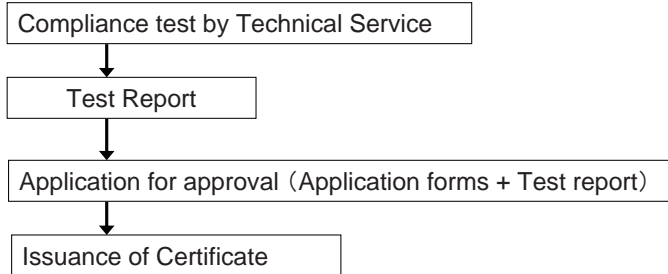 Compliance test by Technical Service
Test Report
Application for approval（Application forms + Test report）
Issuance of Certificate